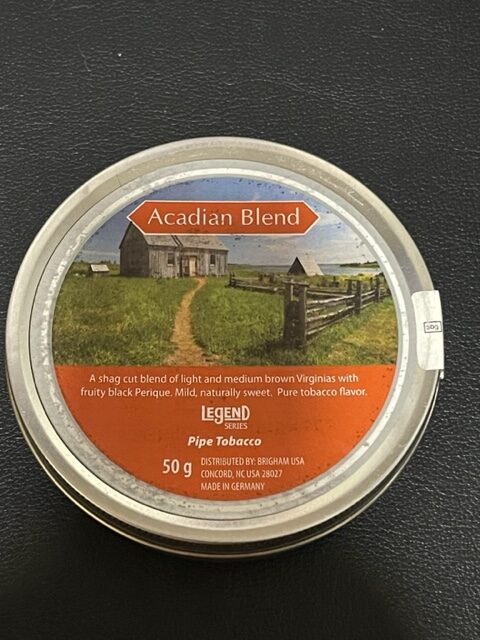 Acadian Blend
A shag cut blend of light and medium brown Virginias with
fruity black Perique. Mild, naturally sweet. Pure tobacco flavor.
LEGEND
SERIES
Pipe Tobacco
50 g
DISTRIBUTED BY: BRIGHAM USA
CONCORD, NC USA 28027
MADE IN GERMANY